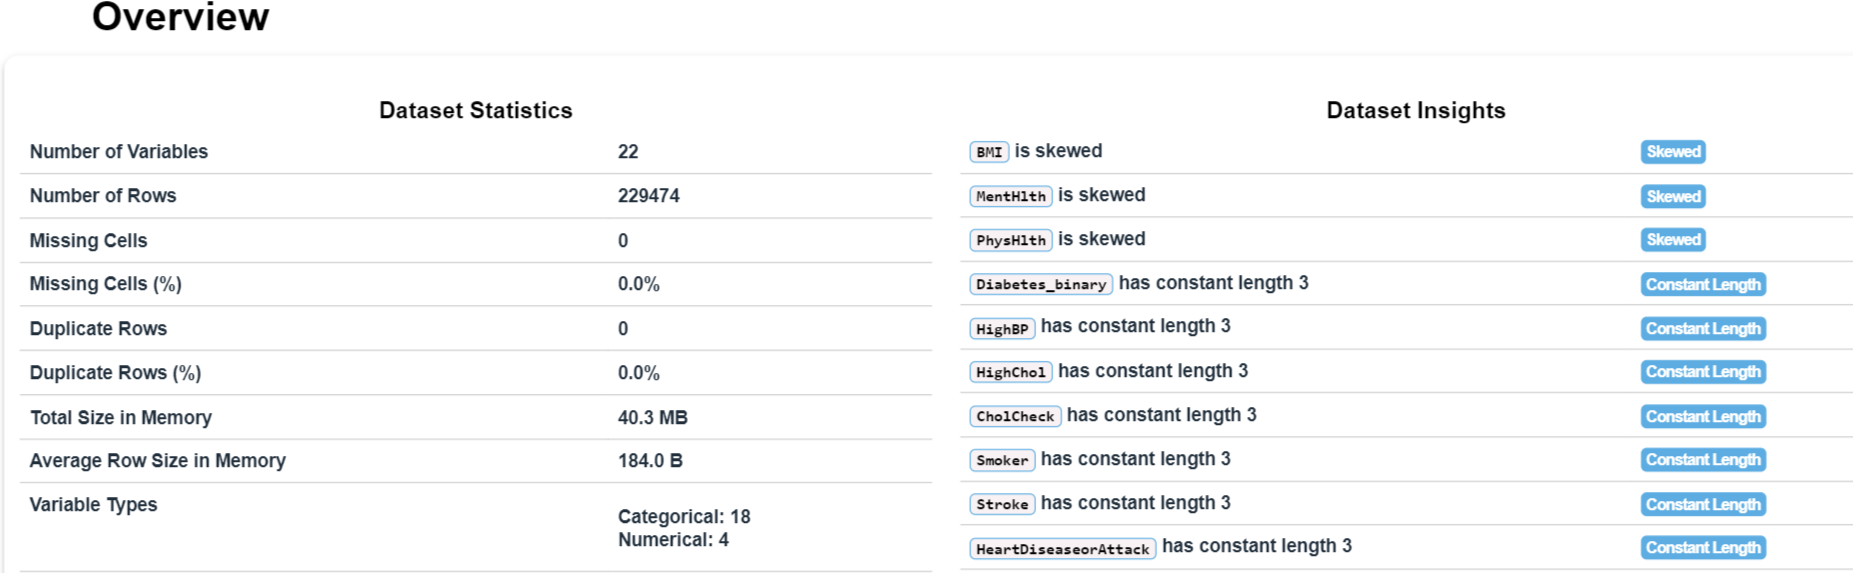 Overview
Dataset Statistics
Number of Variables 22
Number of Rows 229474
Missing Cells 0
Missing Cells (%) 0.0%
Duplicate Rows 0
Duplicate Rows (%) 0.0%
Total Size in Memory 40.3 MB
Average Row Size in Memory 184.0 B
Variable Types
Categorical: 18
Numerical: 4
Dataset Insights
BMI is skewed Skewed
MentHlth is skewed Skewed
PhysHlth is skewed Skewed
Diabetes_binary has constant length 3 Constant Length
HighBP has constant length 3 Constant Length
HighChol has constant length 3 Constant Length
CholCheck has constant length 3 Constant Length
Smoker has constant length 3 Constant Length
Stroke has constant length 3 Constant Length
HeartDiseaseorAttack has constant length 3 Constant Length